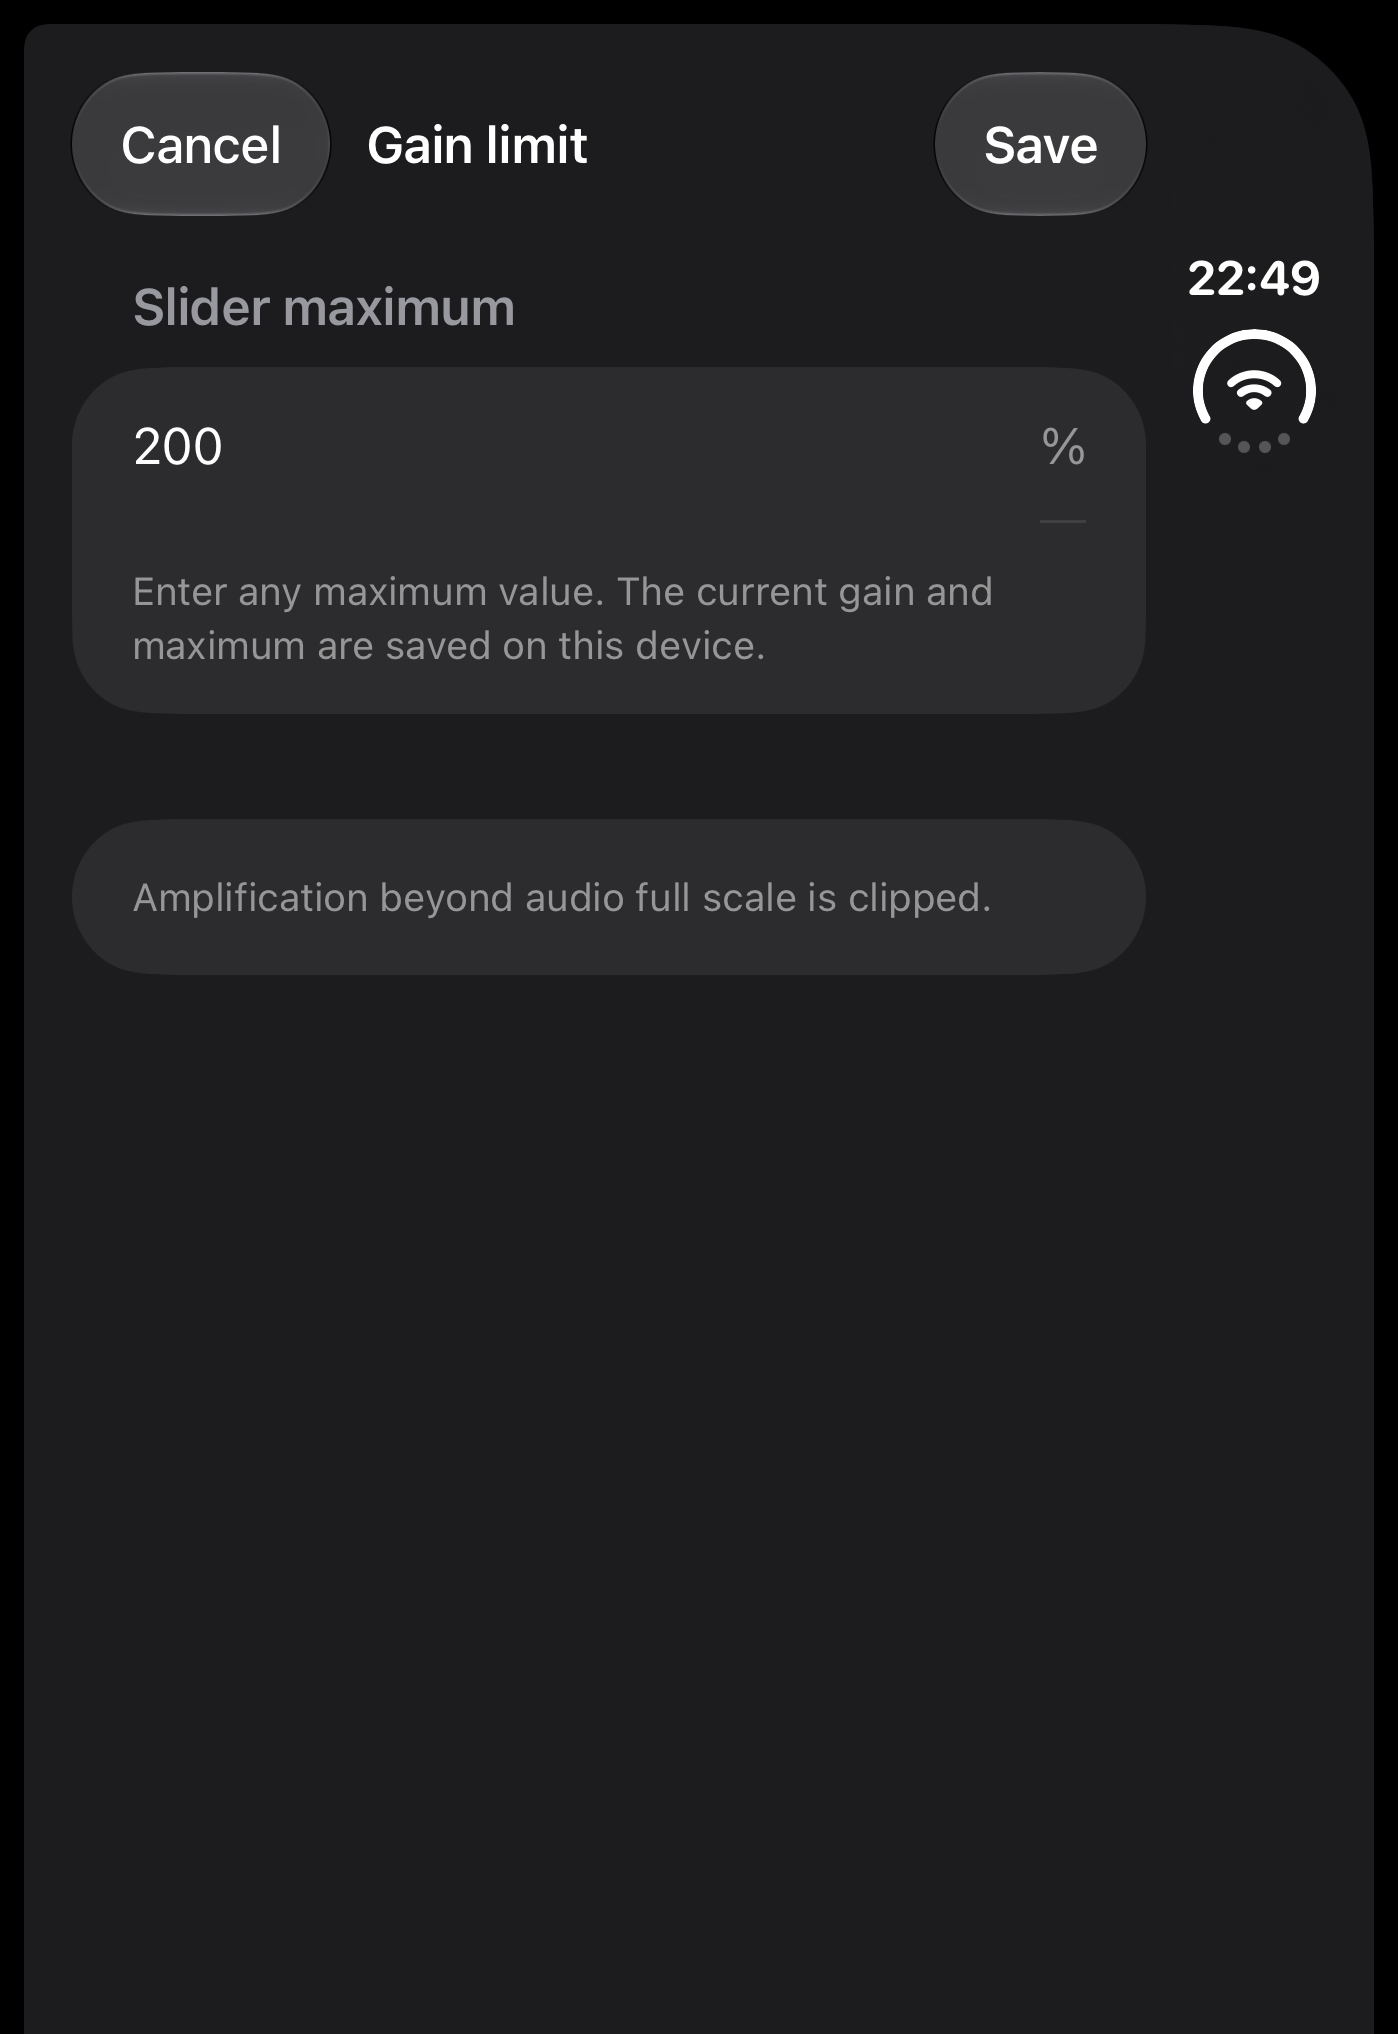 Cancel Gain limit Save
22:49
Slider maximum
200 %
Enter any maximum value. The current gain and
maximum are saved on this device.
Amplification beyond audio full scale is clipped.